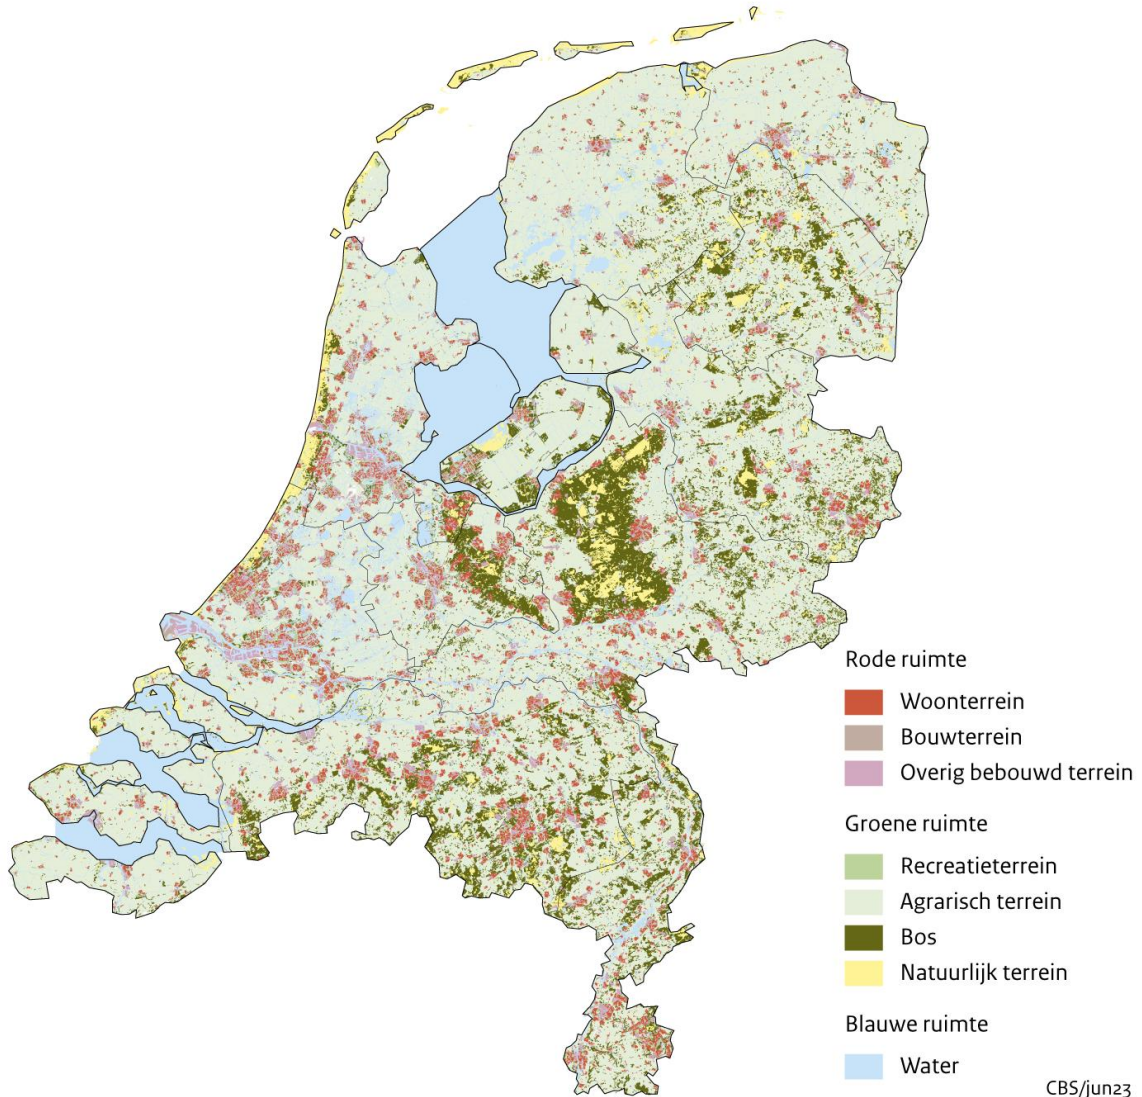 Rode ruimte
Woonterrein
Bouwterrein
Overig bebouwd terrein
Groene ruimte
Recreatieterrein
Agrarisch terrein
Bos
Natuurlijk terrein
Blauwe ruimte
Water
CBS/jun23